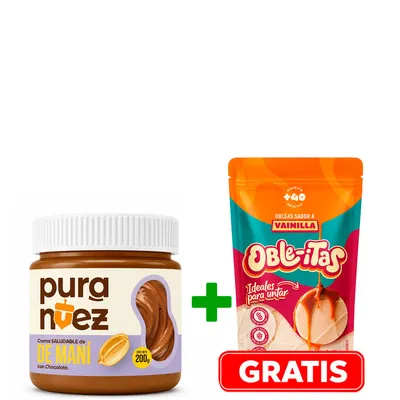 pura
nuez
Crema SALUDABLE de
DE MANÍ
con Chocolate.
200g
+40
OBLEAS SABOR A
VAINILLA
OBLE-iTAS
Ideales
para untar
GRATIS